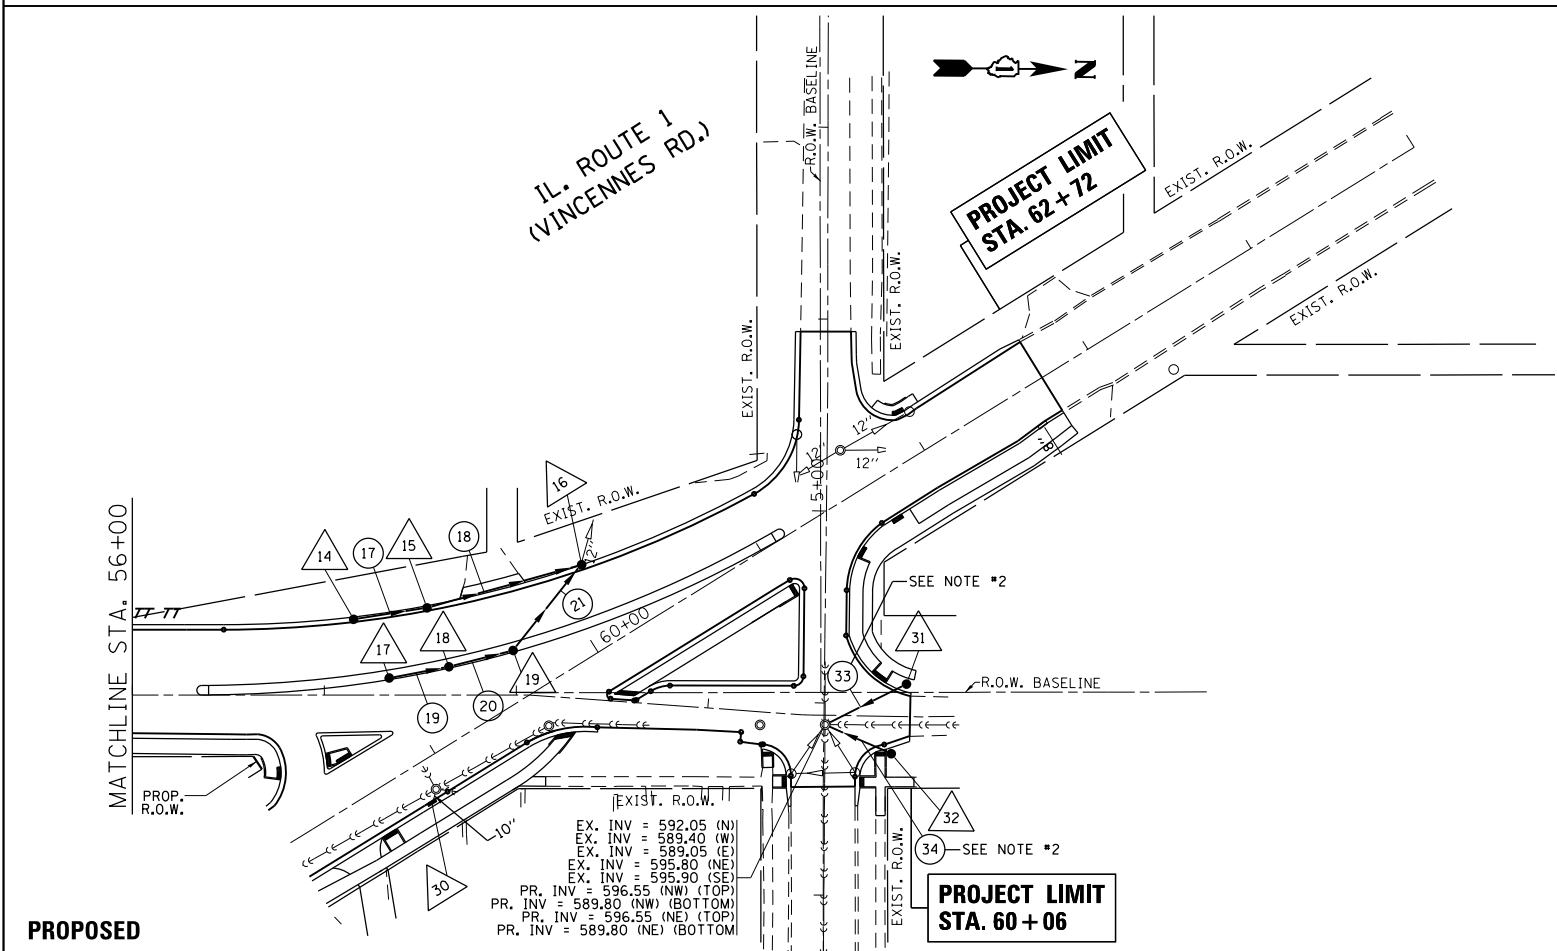 R.O.W. BASELINE
N
IL. ROUTE 1
(VINCENNES RD.)
PROJECT LIMIT
STA. 62+72
EXIST. R.O.W.
EXIST. R.O.W.
EXIST. R.O.W.
EXIST. R.O.W.
12"
12"
12"
8"
5+00
16
EXIST. R.O.W.
12"
14
17
15
18
21
60+00
SEE NOTE #2
31
33
R.O.W. BASELINE
17
18
19
19
20
MATCHLINE STA. 56+00
PROP.
R.O.W.
10"
30
EXIST. R.O.W.
EX. INV = 592.05 (N)
EX. INV = 589.40 (W)
EX. INV = 589.05 (E)
EX. INV = 595.80 (NE)
EX. INV = 595.90 (SE)
PR. INV = 596.55 (NW) (TOP)
PR. INV = 589.80 (NW) (BOTTOM)
PR. INV = 596.55 (NE) (TOP)
PR. INV = 589.80 (NE) (BOTTOM
32
34
SEE NOTE #2
EXIST. R.O.W.
PROJECT LIMIT
STA. 60+06
PROPOSED